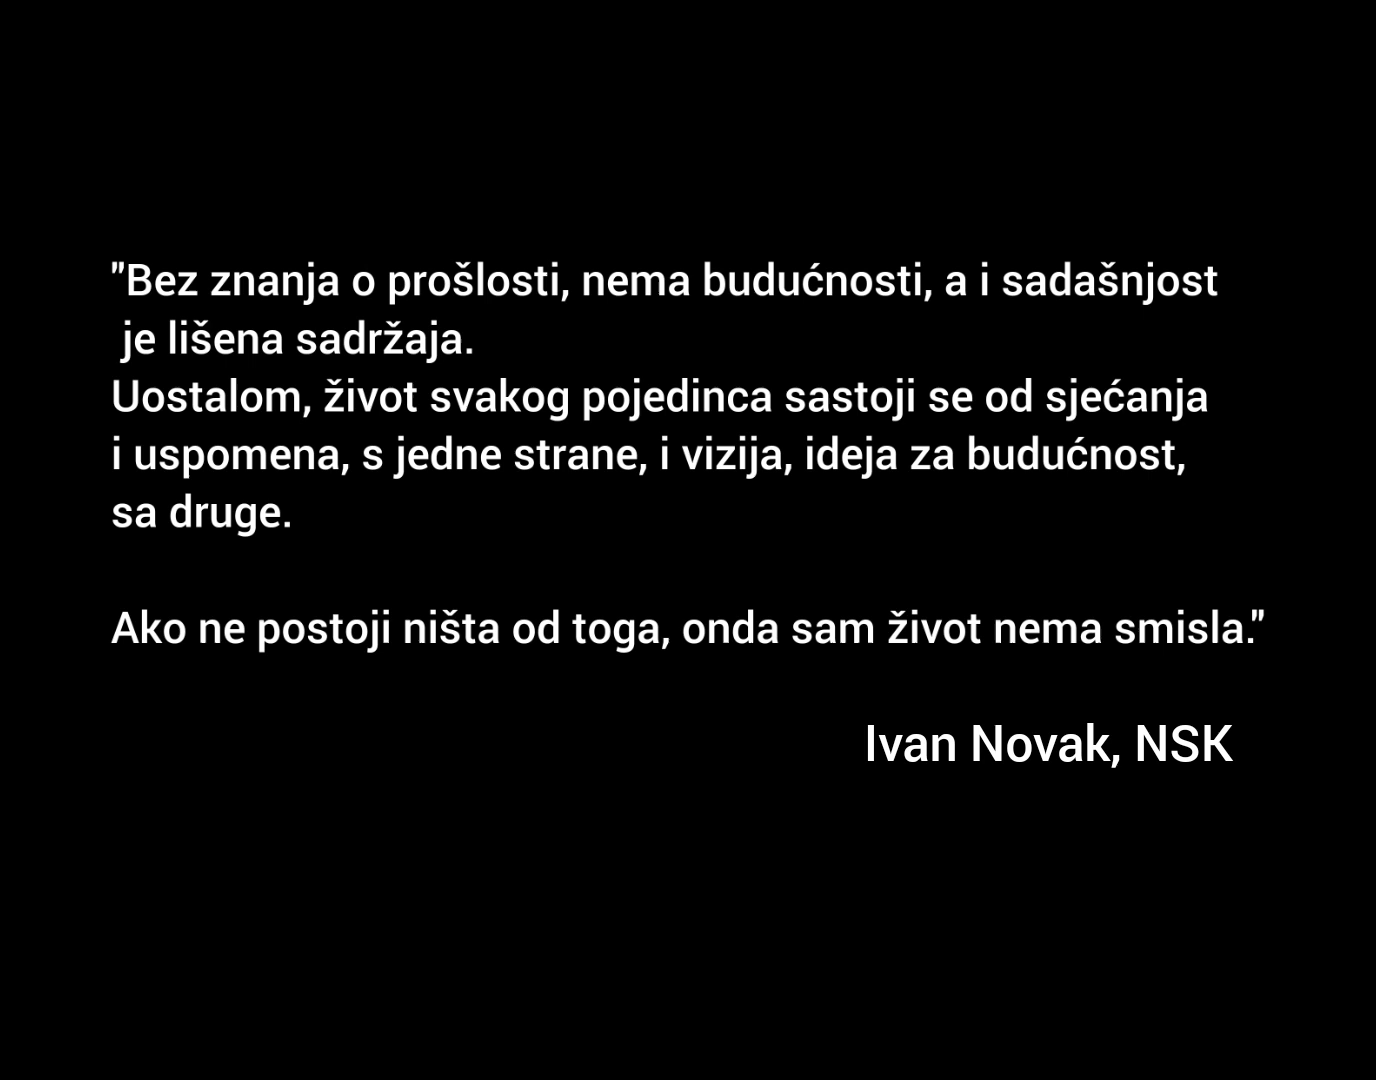 "Bez znanja o prošlosti, nema budućnosti, a i sadašnjost
je lišena sadržaja.
Uostalom, život svakog pojedinca sastoji se od sjećanja
i uspomena, s jedne strane, i vizija, ideja za budućnost,
sa druge.
Ako ne postoji ništa od toga, onda sam život nema smisla."
Ivan Novak, NSK